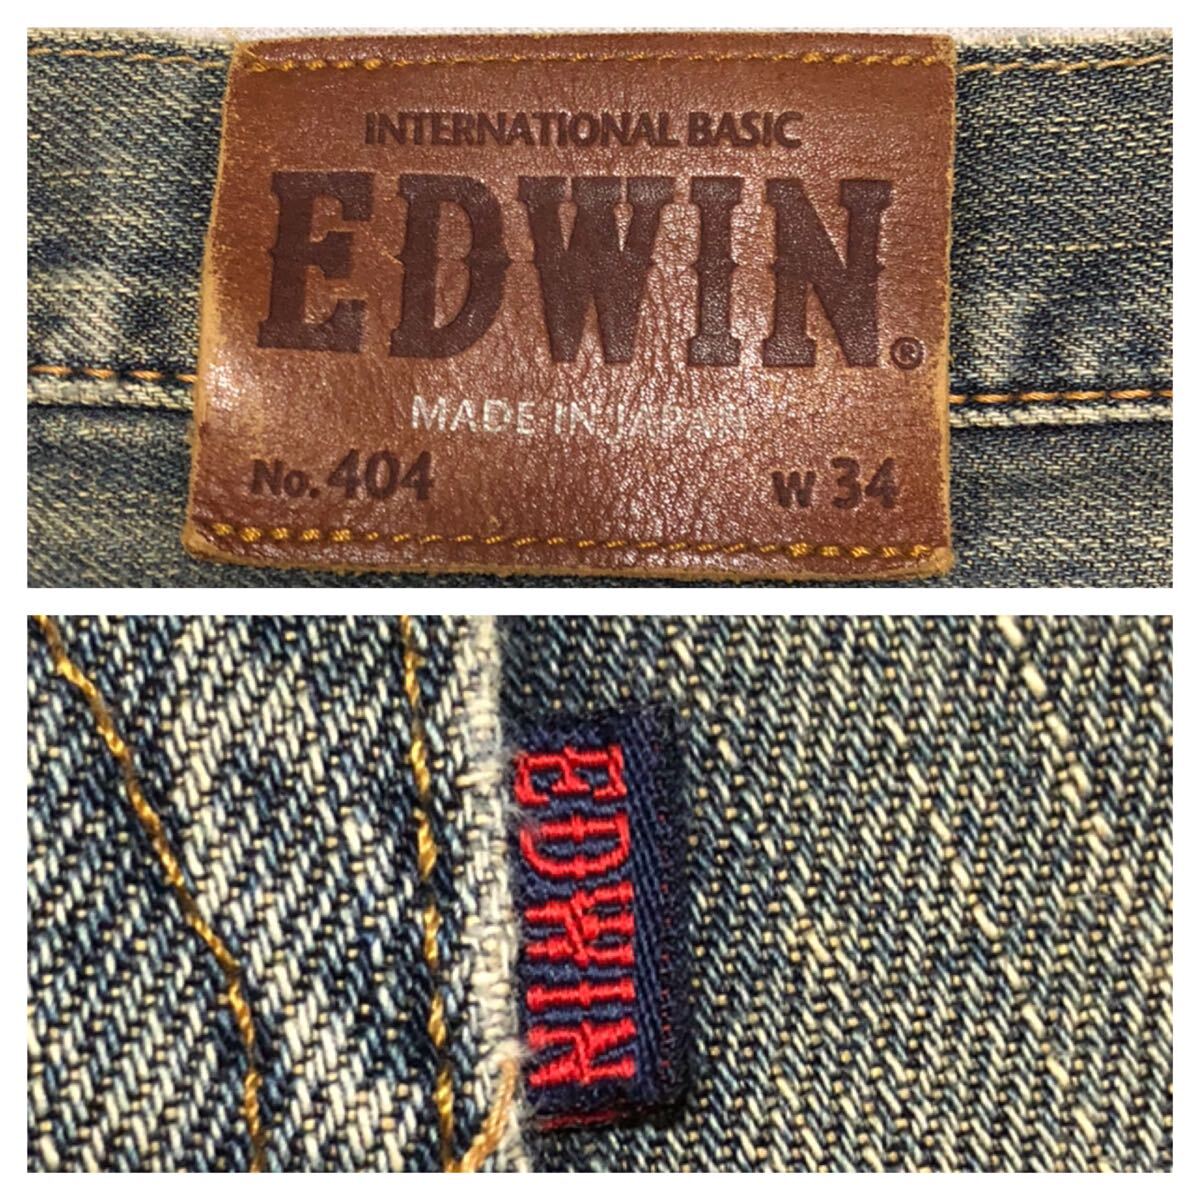 INTERNATIONAL BASIC
EDWIN®
MADE IN JAPAN
No. 404 W 34
EDWIN